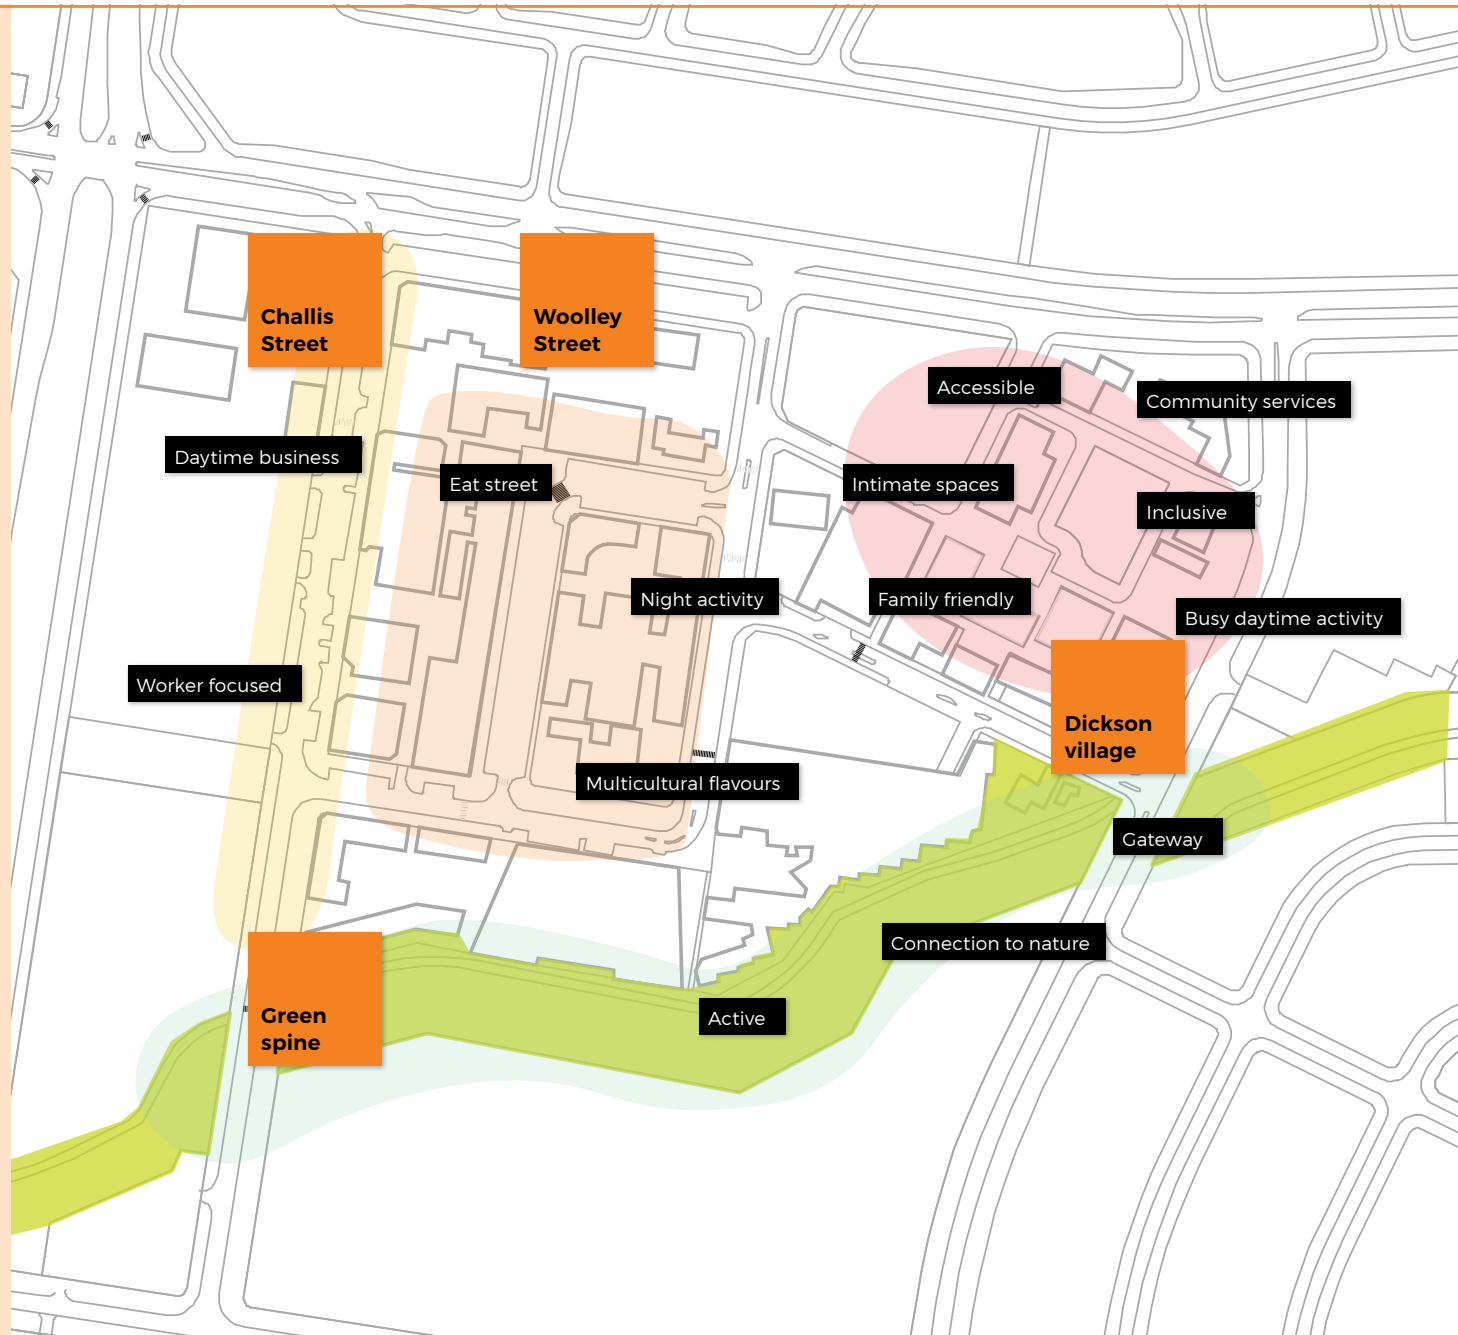 Challis
Street
Woolley
Street
Accessible
Community services
Daytime business
Eat street
Intimate spaces
Inclusive
Night activity
Family friendly
Busy daytime activity
Worker focused
Dickson
village
Multicultural flavours
Gateway
Connection to nature
Green
spine
Active